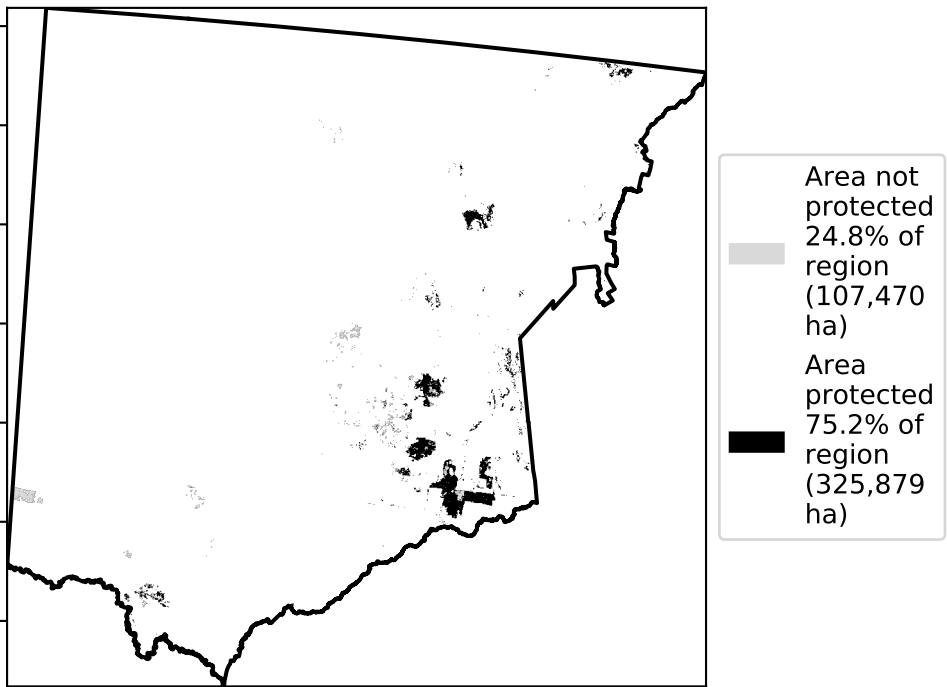 Area not
protected
24.8% of
region
(107,470
ha)
Area
protected
75.2% of
region
(325,879
ha)